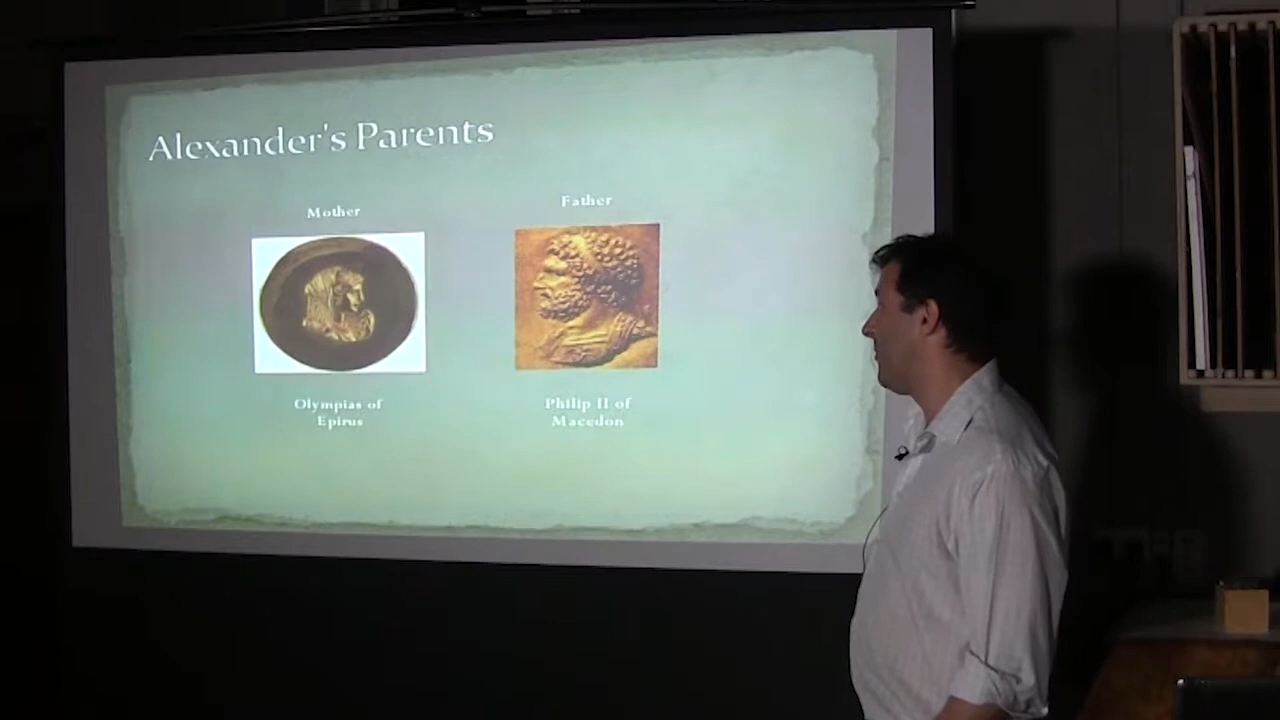 Alexander's Parents
Mother
Father
Olympias of
Epirus
Philip II of
Macedon